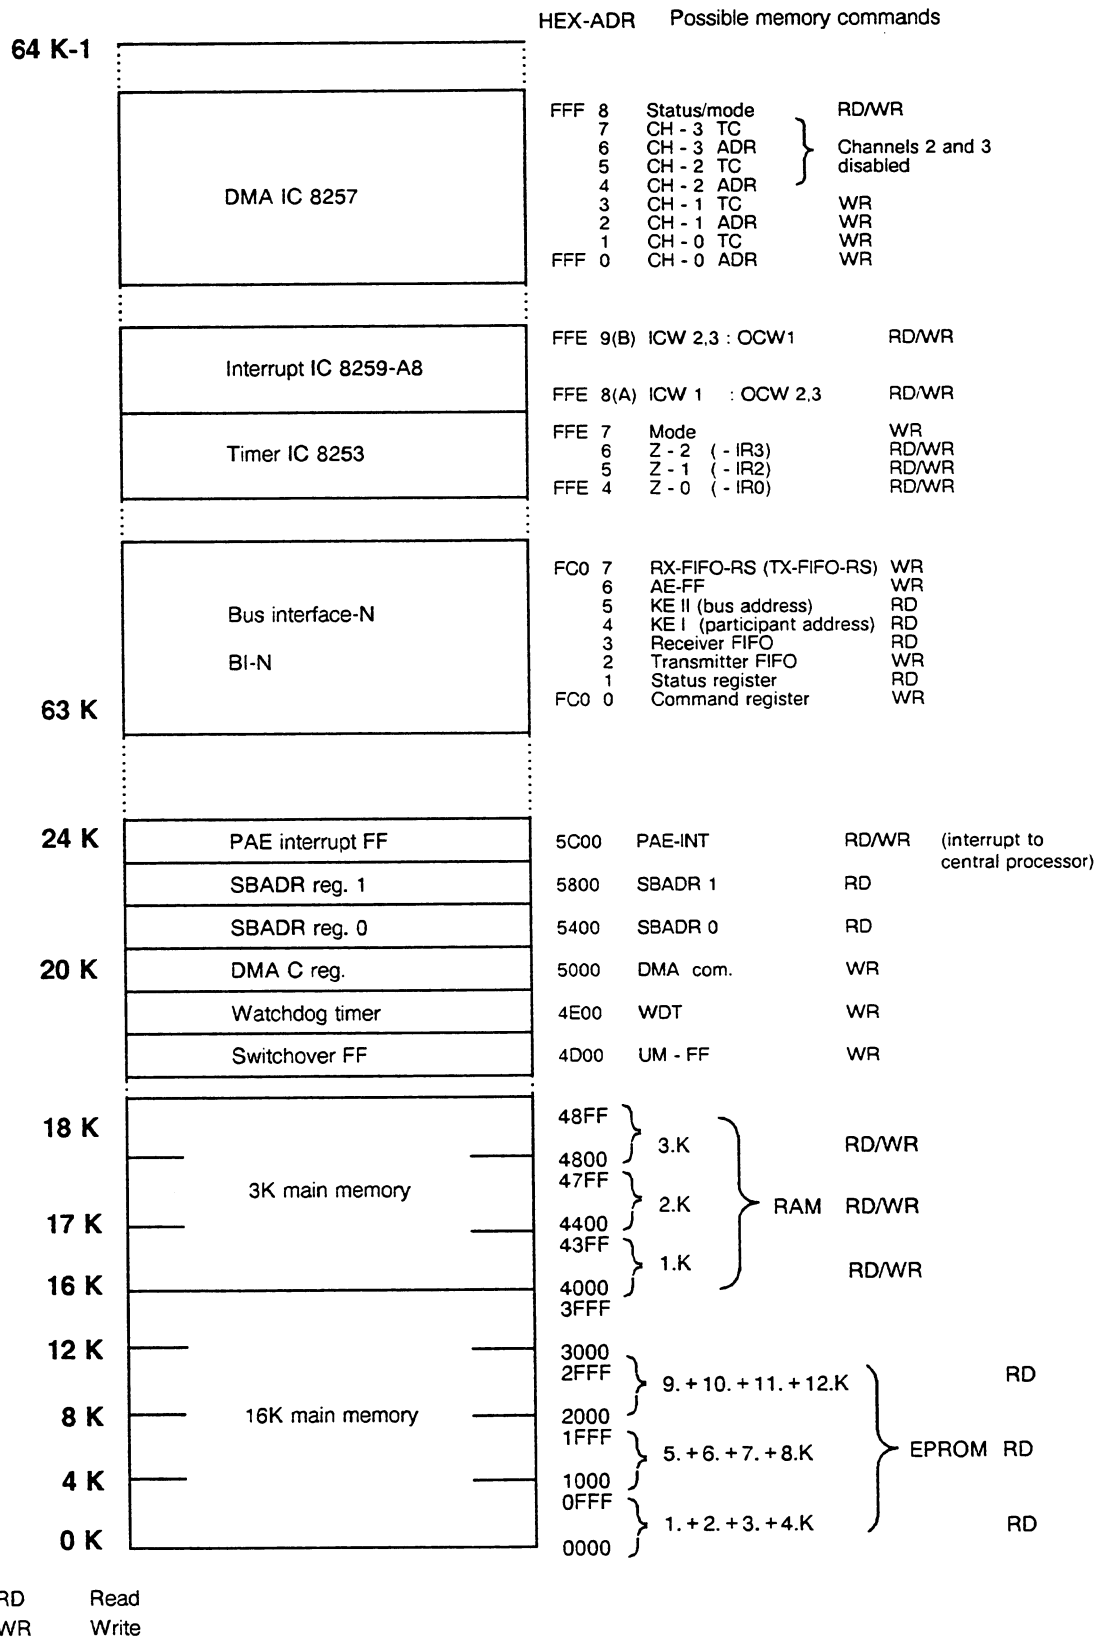 HEX-ADR Possible memory commands
64 K-1
FFF 8 Status/mode RD/WR
7 CH - 3 TC
6 CH - 3 ADR
5 CH - 2 TC
4 CH - 2 ADR
Channels 2 and 3
disabled
DMA IC 8257
3 CH - 1 TC WR
2 CH - 1 ADR WR
1 CH - 0 TC WR
FFF 0 CH - 0 ADR WR
FFE 9(B) ICW 2,3 : OCW1 RD/WR
Interrupt IC 8259-A8
FFE 8(A) ICW 1 : OCW 2,3 RD/WR
FFE 7 Mode WR
Timer IC 8253
6 Z - 2 ( - IR3) RD/WR
5 Z - 1 ( - IR2) RD/WR
FFE 4 Z - 0 ( - IR0) RD/WR
FC0 7 RX-FIFO-RS (TX-FIFO-RS) WR
6 AE-FF WR
5 KE II (bus address) RD
4 KE I (participant address) RD
3 Receiver FIFO RD
2 Transmitter FIFO WR
1 Status register RD
FC0 0 Command register WR
Bus interface-N
BI-N
63 K
24 K PAE interrupt FF 5C00 PAE-INT RD/WR (interrupt to
central processor)
SBADR reg. 1 5800 SBADR 1 RD
SBADR reg. 0 5400 SBADR 0 RD
20 K DMA C reg. 5000 DMA com. WR
Watchdog timer 4E00 WDT WR
Switchover FF 4D00 UM - FF WR
18 K 48FF
3.K RD/WR
4800
47FF
3K main memory
2.K RAM RD/WR
17 K 4400
43FF
1.K RD/WR
16 K 4000
3FFF
12 K 3000
2FFF
9. + 10. + 11. + 12.K RD
8 K 16K main memory 2000
1FFF
5. + 6. + 7. + 8.K EPROM RD
4 K 1000
0FFF
1. + 2. + 3. + 4.K RD
0 K 0000
RD Read
WR Write